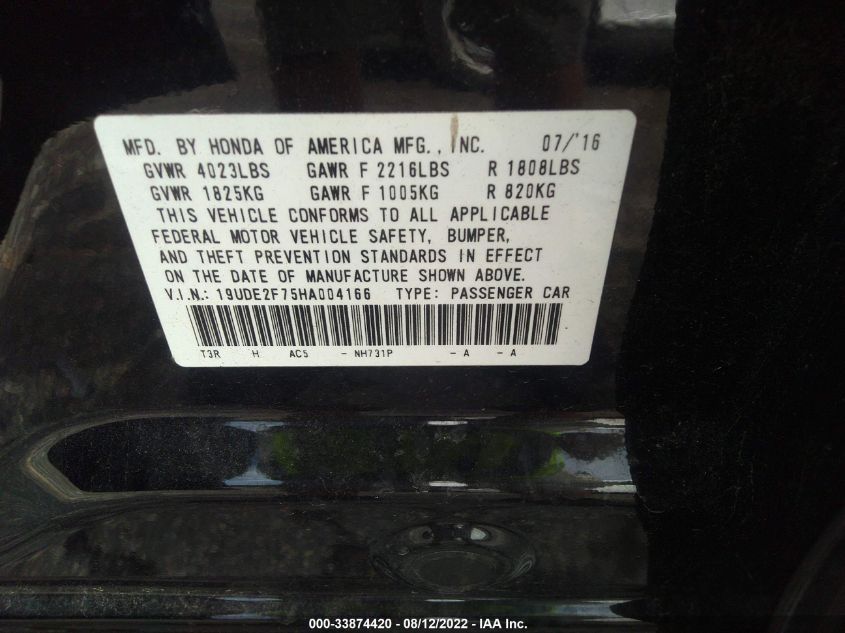 MFD. BY HONDA OF AMERICA MFG., INC. 07/'16
GVWR 4023LBS GAWR F 2216LBS R 1808LBS
GVWR 1825KG GAWR F 1005KG R 820KG
THIS VEHICLE CONFORMS TO ALL APPLICABLE
FEDERAL MOTOR VEHICLE SAFETY, BUMPER,
AND THEFT PREVENTION STANDARDS IN EFFECT
ON THE DATE OF MANUFACTURE SHOWN ABOVE.
V.I.N.: 19UDE2F75HA004166 TYPE: PASSENGER CAR
T3R H AC5 - NH731P - A - A
000-33874420 - 08/12/2022 - IAA Inc.